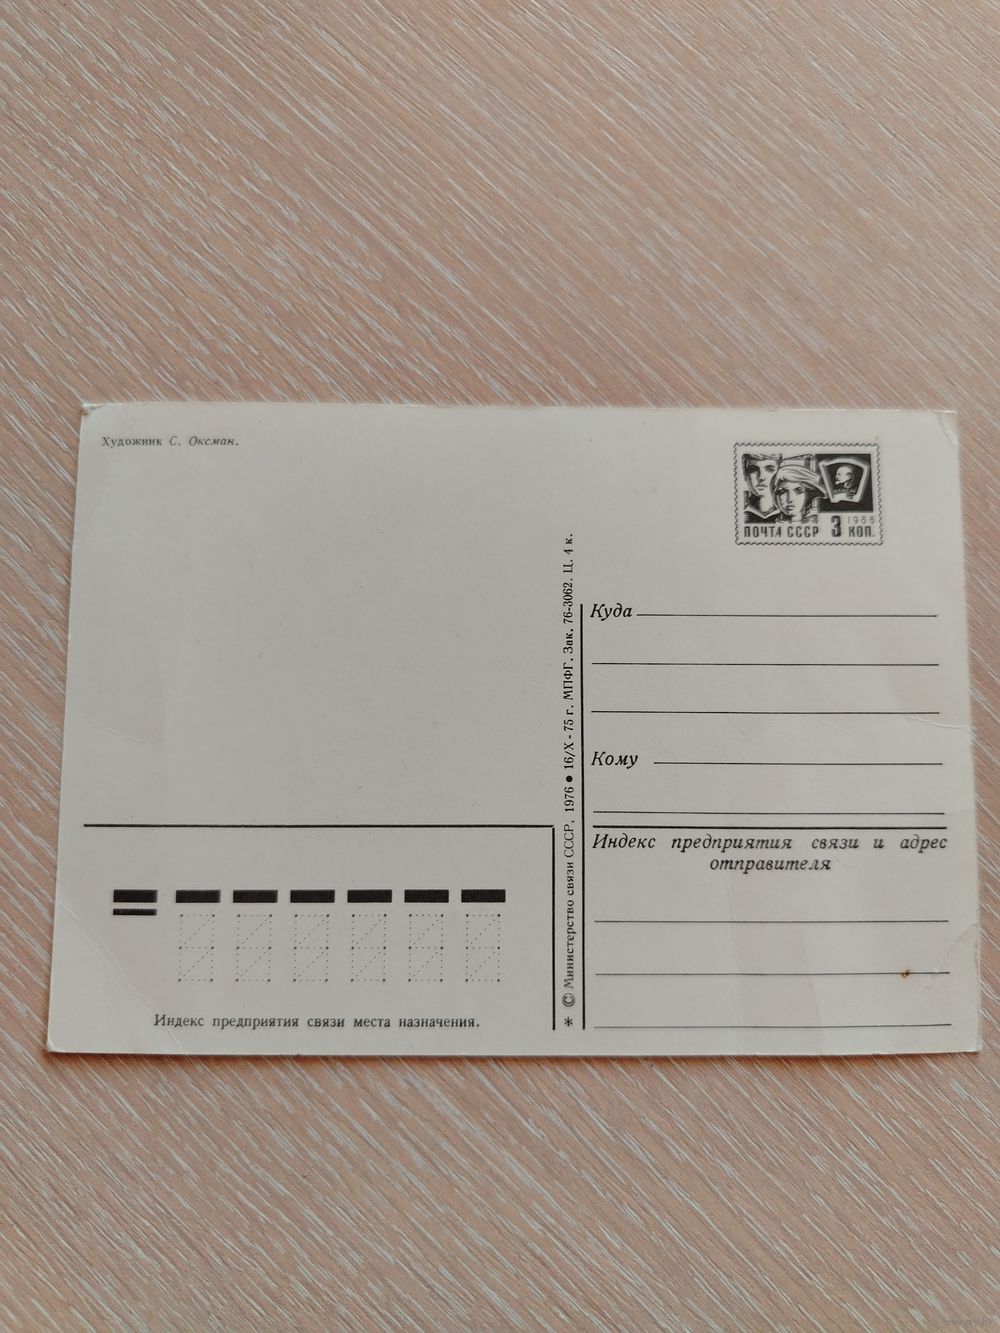 Художник С. Оксман.
1966
ПОЧТА СССР 3 КОП.
Куда
Кому
Индекс предприятия связи и адрес
отправителя
* © Министерство связи СССР, 1976 ● 16/X-75 г. МПФГ. Зак. 76-3062. Ц. 4 к.
Индекс предприятия связи места назначения.